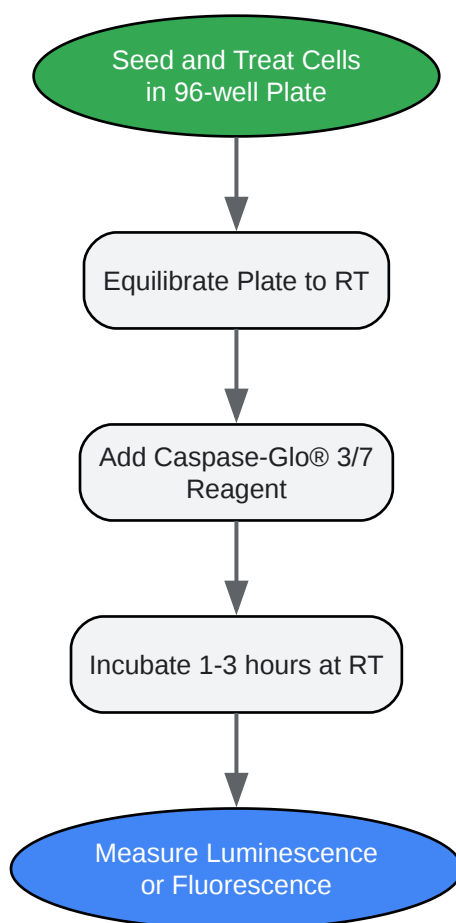 Seed and Treat Cells
in 96-well Plate
Equilibrate Plate to RT
Add Caspase-Glo® 3/7
Reagent
Incubate 1-3 hours at RT
Measure Luminescence
or Fluorescence